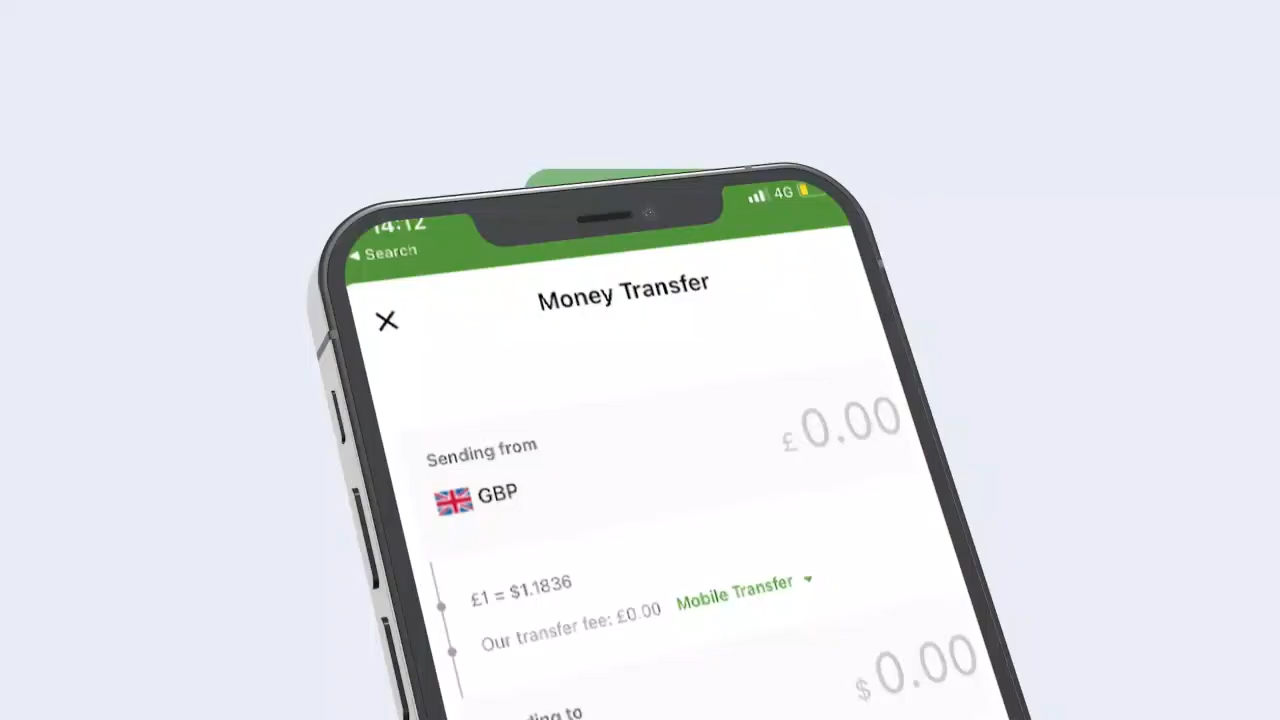 14:12
4G
Search
Money Transfer
Sending from
£ 0.00
GBP
£1 = $1.1836
Our transfer fee: £0.00 Mobile Transfer
$ 0.00
to